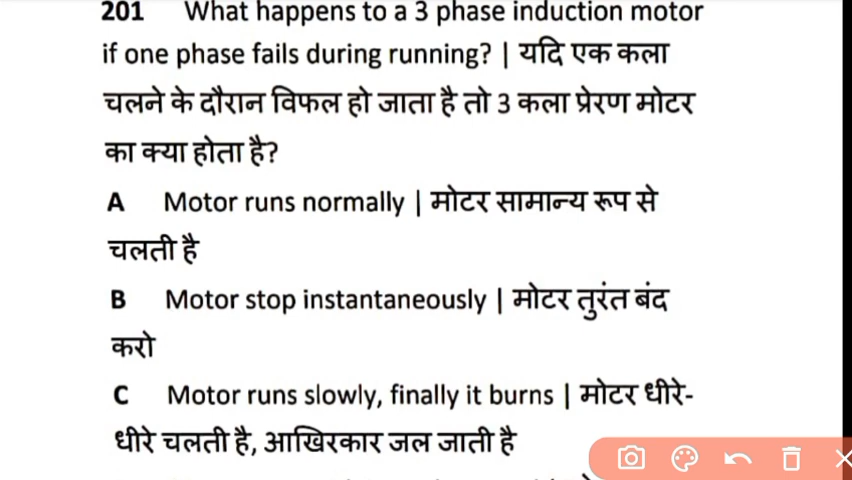 201 What happens to a 3 phase induction motor
if one phase fails during running? | यदि एक कला
चलने के दौरान विफल हो जाता है तो 3 कला प्रेरण मोटर
का क्या होता है?
A Motor runs normally | मोटर सामान्य रूप से
चलती है
B Motor stop instantaneously | मोटर तुरंत बंद
करो
C Motor runs slowly, finally it burns | मोटर धीरे-
धीरे चलती है, आखिरकार जल जाती है